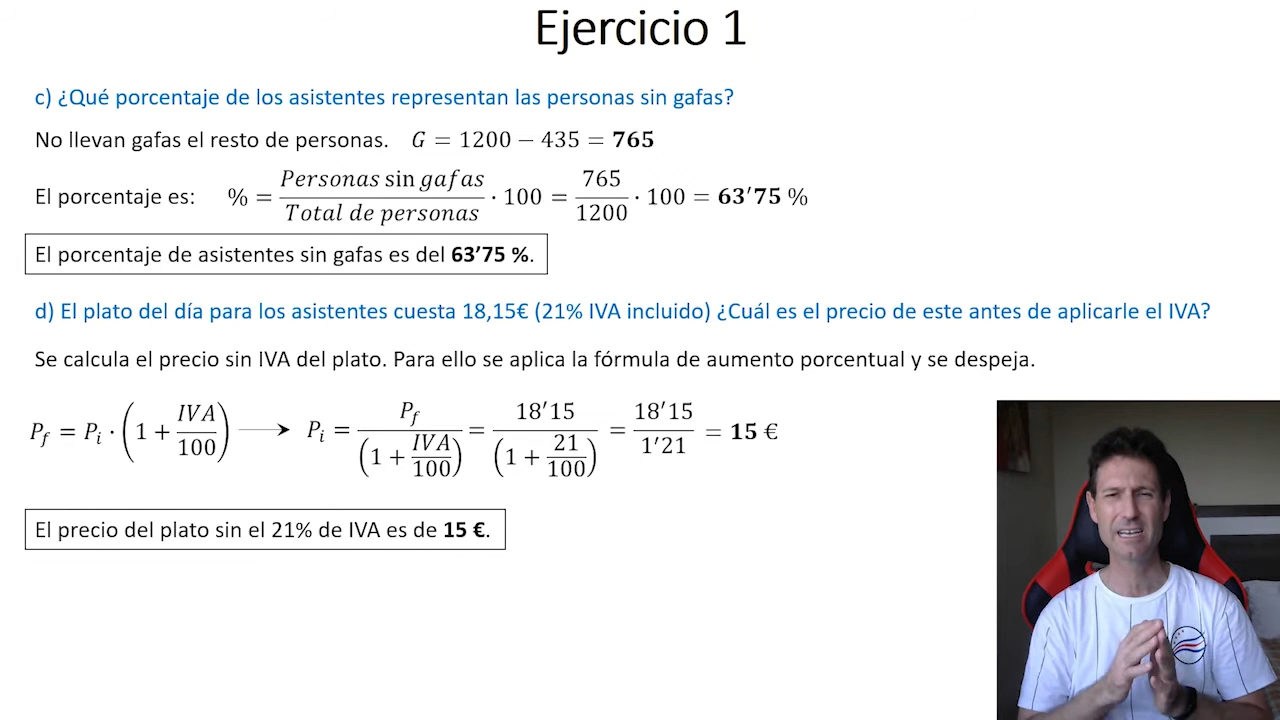 Ejercicio 1
c) ¿Qué porcentaje de los asistentes representan las personas sin gafas?
No llevan gafas el resto de personas. G = 1200 − 435 = 765
El porcentaje es: % = Personas sin gafas / Total de personas · 100 = 765 / 1200 · 100 = 63′75 %
El porcentaje de asistentes sin gafas es del 63’75 %.
d) El plato del día para los asistentes cuesta 18,15€ (21% IVA incluido) ¿Cuál es el precio de este antes de aplicarle el IVA?
Se calcula el precio sin IVA del plato. Para ello se aplica la fórmula de aumento porcentual y se despeja.
P_f = P_i · (1 + IVA / 100) → P_i = P_f / (1 + IVA / 100) = 18′15 / (1 + 21 / 100) = 18′15 / 1′21 = 15 €
El precio del plato sin el 21% de IVA es de 15 €.